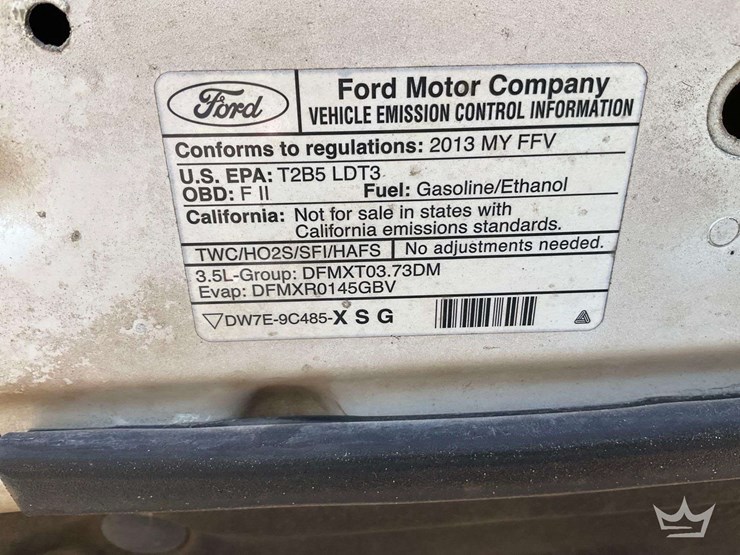 Ford
Ford Motor Company
VEHICLE EMISSION CONTROL INFORMATION
Conforms to regulations: 2013 MY FFV
U.S. EPA: T2B5 LDT3
OBD: F II Fuel: Gasoline/Ethanol
California: Not for sale in states with
California emissions standards.
TWC/HO2S/SFI/HAFS No adjustments needed.
3.5L-Group: DFMXT03.73DM
Evap: DFMXR0145GBV
DW7E-9C485-X S G